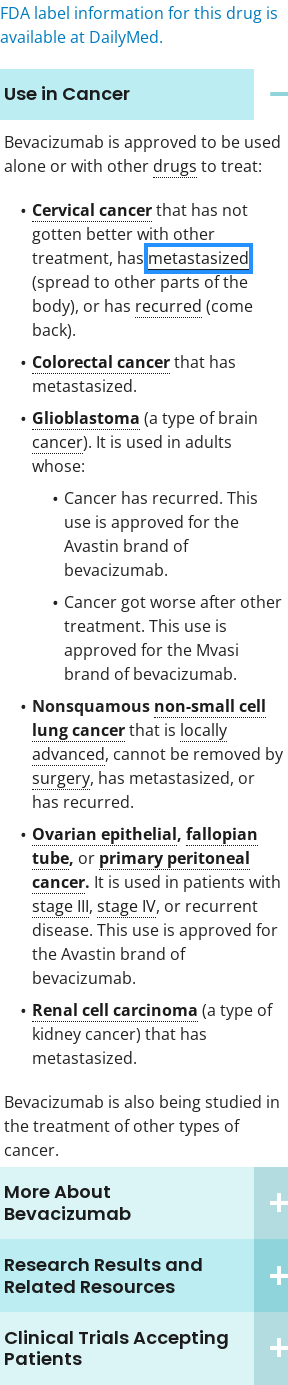 FDA label information for this drug is
available at DailyMed.
Use in Cancer
Bevacizumab is approved to be used
alone or with other drugs to treat:
• Cervical cancer that has not
gotten better with other
treatment, has metastasized
(spread to other parts of the
body), or has recurred (come
back).
• Colorectal cancer that has
metastasized.
• Glioblastoma (a type of brain
cancer). It is used in adults
whose:
• Cancer has recurred. This
use is approved for the
Avastin brand of
bevacizumab.
• Cancer got worse after other
treatment. This use is
approved for the Mvasi
brand of bevacizumab.
• Nonsquamous non-small cell
lung cancer that is locally
advanced, cannot be removed by
surgery, has metastasized, or
has recurred.
• Ovarian epithelial, fallopian
tube, or primary peritoneal
cancer. It is used in patients with
stage III, stage IV, or recurrent
disease. This use is approved for
the Avastin brand of
bevacizumab.
• Renal cell carcinoma (a type of
kidney cancer) that has
metastasized.
Bevacizumab is also being studied in
the treatment of other types of
cancer.
More About
Bevacizumab
Research Results and
Related Resources
Clinical Trials Accepting
Patients